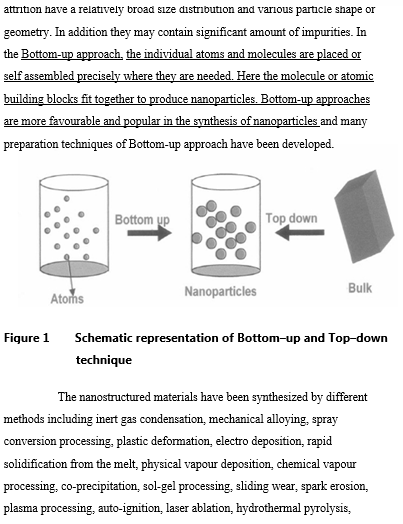 attrition have a relatively broad size distribution and various particle shape or
geometry. In addition they may contain significant amount of impurities. In
the Bottom-up approach, the individual atoms and molecules are placed or
self assembled precisely where they are needed. Here the molecule or atomic
building blocks fit together to produce nanoparticles. Bottom-up approaches
are more favourable and popular in the synthesis of nanoparticles and many
preparation techniques of Bottom-up approach have been developed.
Bottom up
Top down
Atoms
Nanoparticles
Bulk
Figure 1 Schematic representation of Bottom–up and Top–down
technique
The nanostructured materials have been synthesized by different
methods including inert gas condensation, mechanical alloying, spray
conversion processing, plastic deformation, electro deposition, rapid
solidification from the melt, physical vapour deposition, chemical vapour
processing, co-precipitation, sol-gel processing, sliding wear, spark erosion,
plasma processing, auto-ignition, laser ablation, hydrothermal pyrolysis,